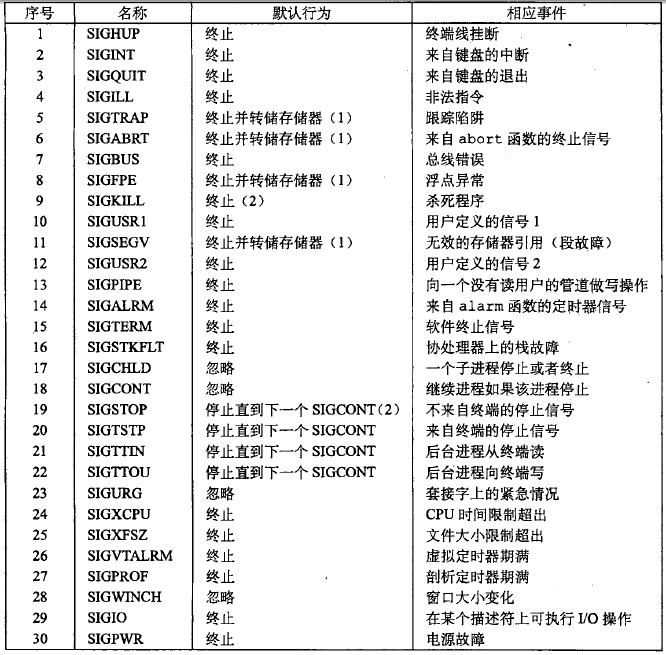 序号 名称 默认行为 相应事件
1 SIGHUP 终止 终端线挂断
2 SIGINT 终止 来自键盘的中断
3 SIGQUIT 终止 来自键盘的退出
4 SIGILL 终止 非法指令
5 SIGTRAP 终止并转储存储器（1） 跟踪陷阱
6 SIGABRT 终止并转储存储器（1） 来自 abort 函数的终止信号
7 SIGBUS 终止 总线错误
8 SIGFPE 终止并转储存储器（1） 浮点异常
9 SIGKILL 终止（2） 杀死程序
10 SIGUSR1 终止 用户定义的信号 1
11 SIGSEGV 终止并转储存储器（1） 无效的存储器引用（段故障）
12 SIGUSR2 终止 用户定义的信号 2
13 SIGPIPE 终止 向一个没有读用户的管道做写操作
14 SIGALRM 终止 来自 alarm 函数的定时器信号
15 SIGTERM 终止 软件终止信号
16 SIGSTKFLT 终止 协处理器上的栈故障
17 SIGCHLD 忽略 一个子进程停止或者终止
18 SIGCONT 忽略 继续进程如果该进程停止
19 SIGSTOP 停止直到下一个 SIGCONT(2) 不来自终端的停止信号
20 SIGTSTP 停止直到下一个 SIGCONT 来自终端的停止信号
21 SIGTTIN 停止直到下一个 SIGCONT 后台进程从终端读
22 SIGTTOU 停止直到下一个 SIGCONT 后台进程向终端写
23 SIGURG 忽略 套接字上的紧急情况
24 SIGXCPU 终止 CPU 时间限制超出
25 SIGXFSZ 终止 文件大小限制超出
26 SIGVTALRM 终止 虚拟定时器期满
27 SIGPROF 终止 剖析定时器期满
28 SIGWINCH 忽略 窗口大小变化
29 SIGIO 终止 在某个描述符上可执行 I/O 操作
30 SIGPWR 终止 电源故障